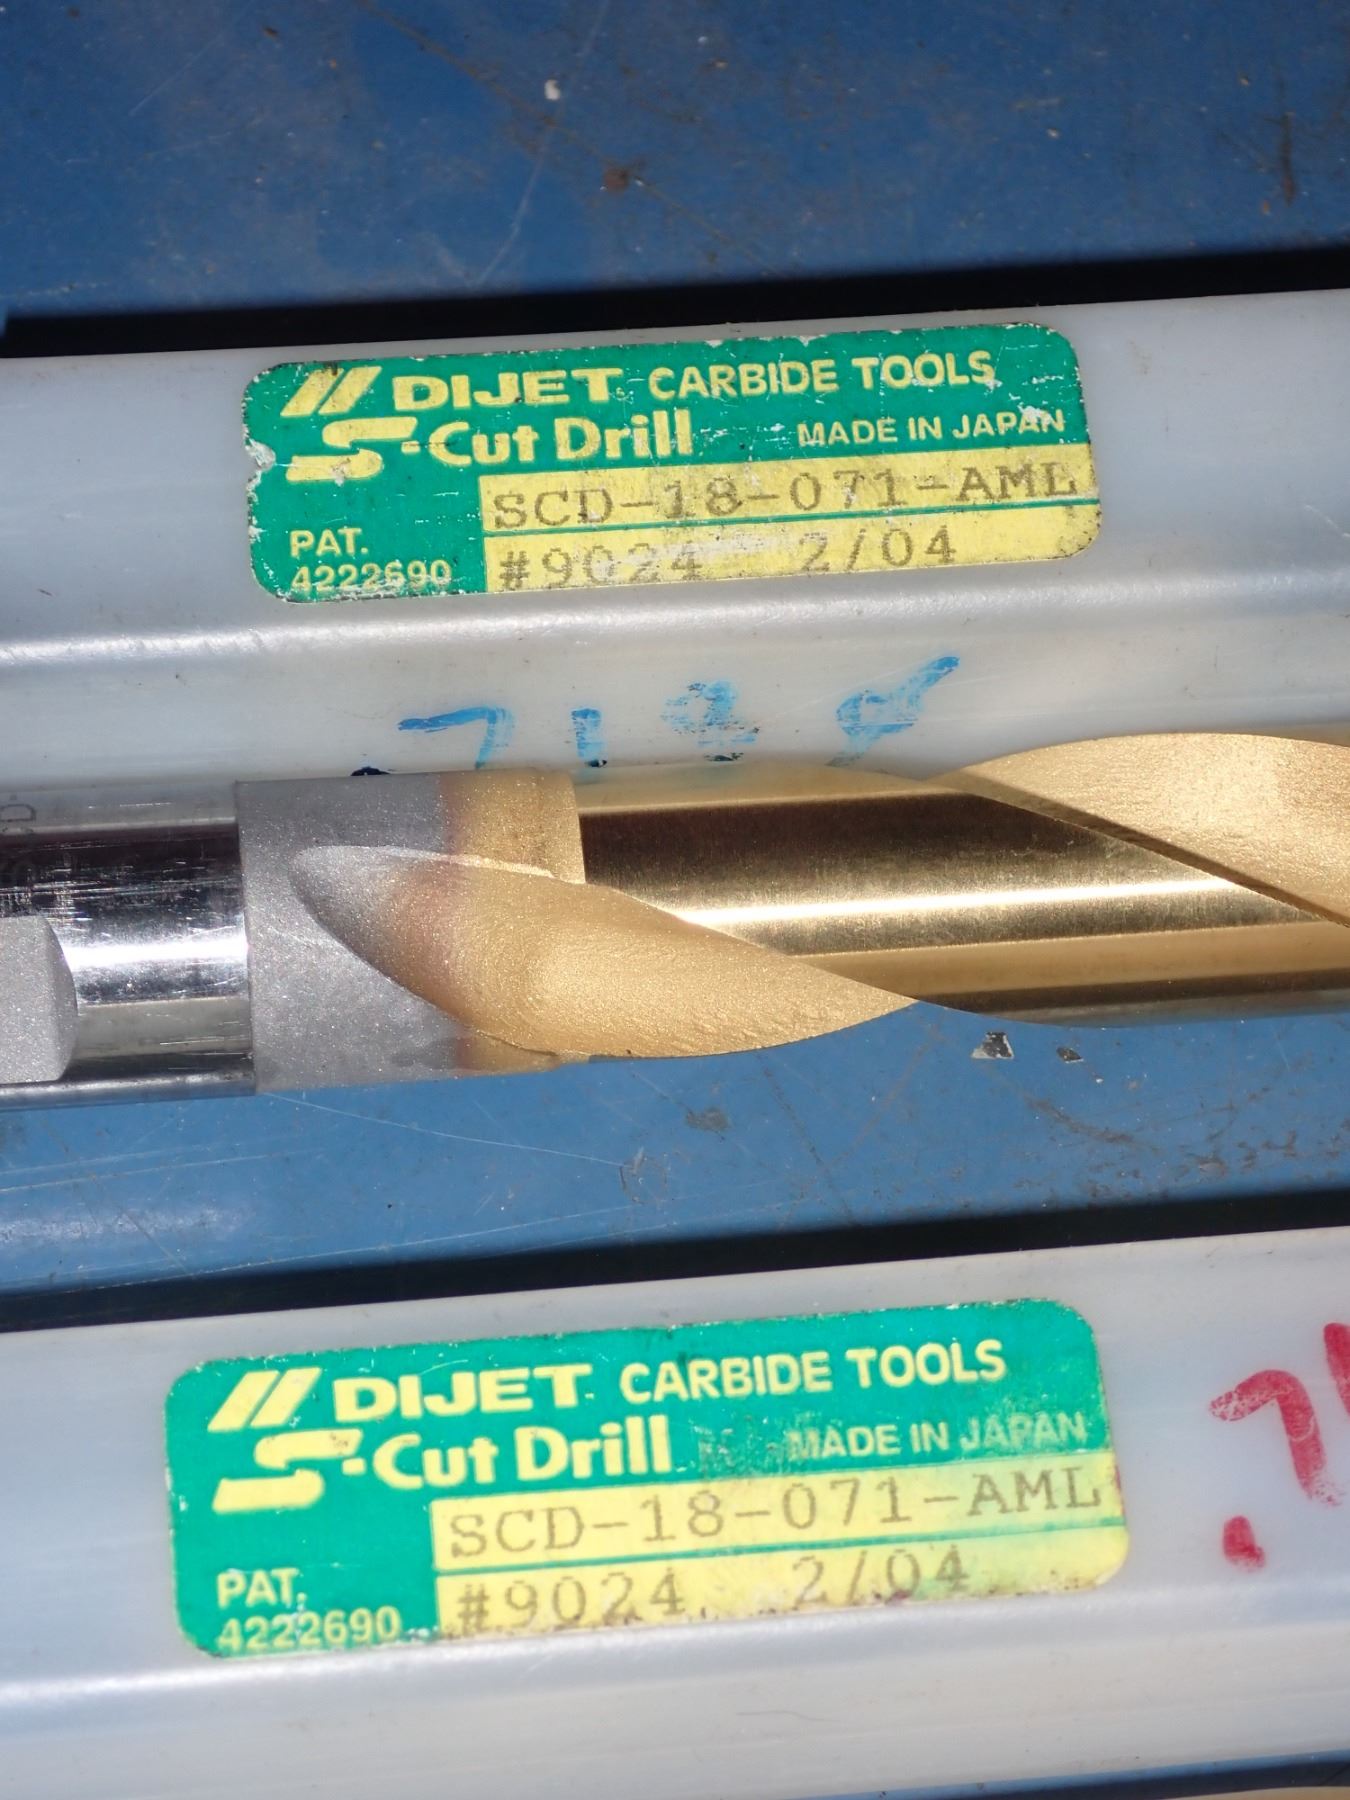 DIJET CARBIDE TOOLS
S-Cut Drill MADE IN JAPAN
SCD-18-071-AML
PAT.
4222690
#9024 2/04
DIJET CARBIDE TOOLS
S-Cut Drill MADE IN JAPAN
SCD-18-071-AML
PAT.
4222690
#9024 2/04